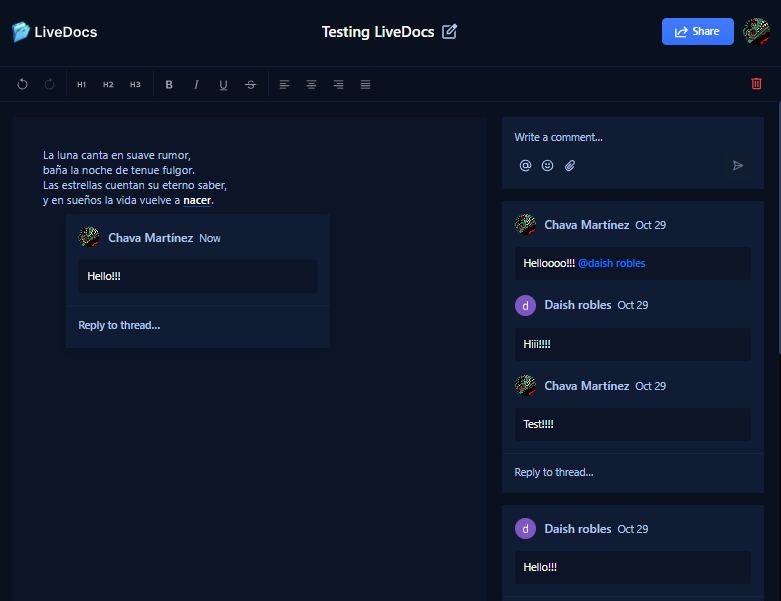 LiveDocs
Testing LiveDocs
Share
H1 H2 H3 B I U S
La luna canta en suave rumor,
baña la noche de tenue fulgor.
Las estrellas cuentan su eterno saber,
y en sueños la vida vuelve a nacer.
Chava Martínez Now
Hello!!!
Reply to thread...
Write a comment...
Chava Martínez Oct 29
Helloooo!!! @daish robles
d Daish robles Oct 29
Hiii!!!!
Chava Martínez Oct 29
Test!!!!
Reply to thread...
d Daish robles Oct 29
Hello!!!